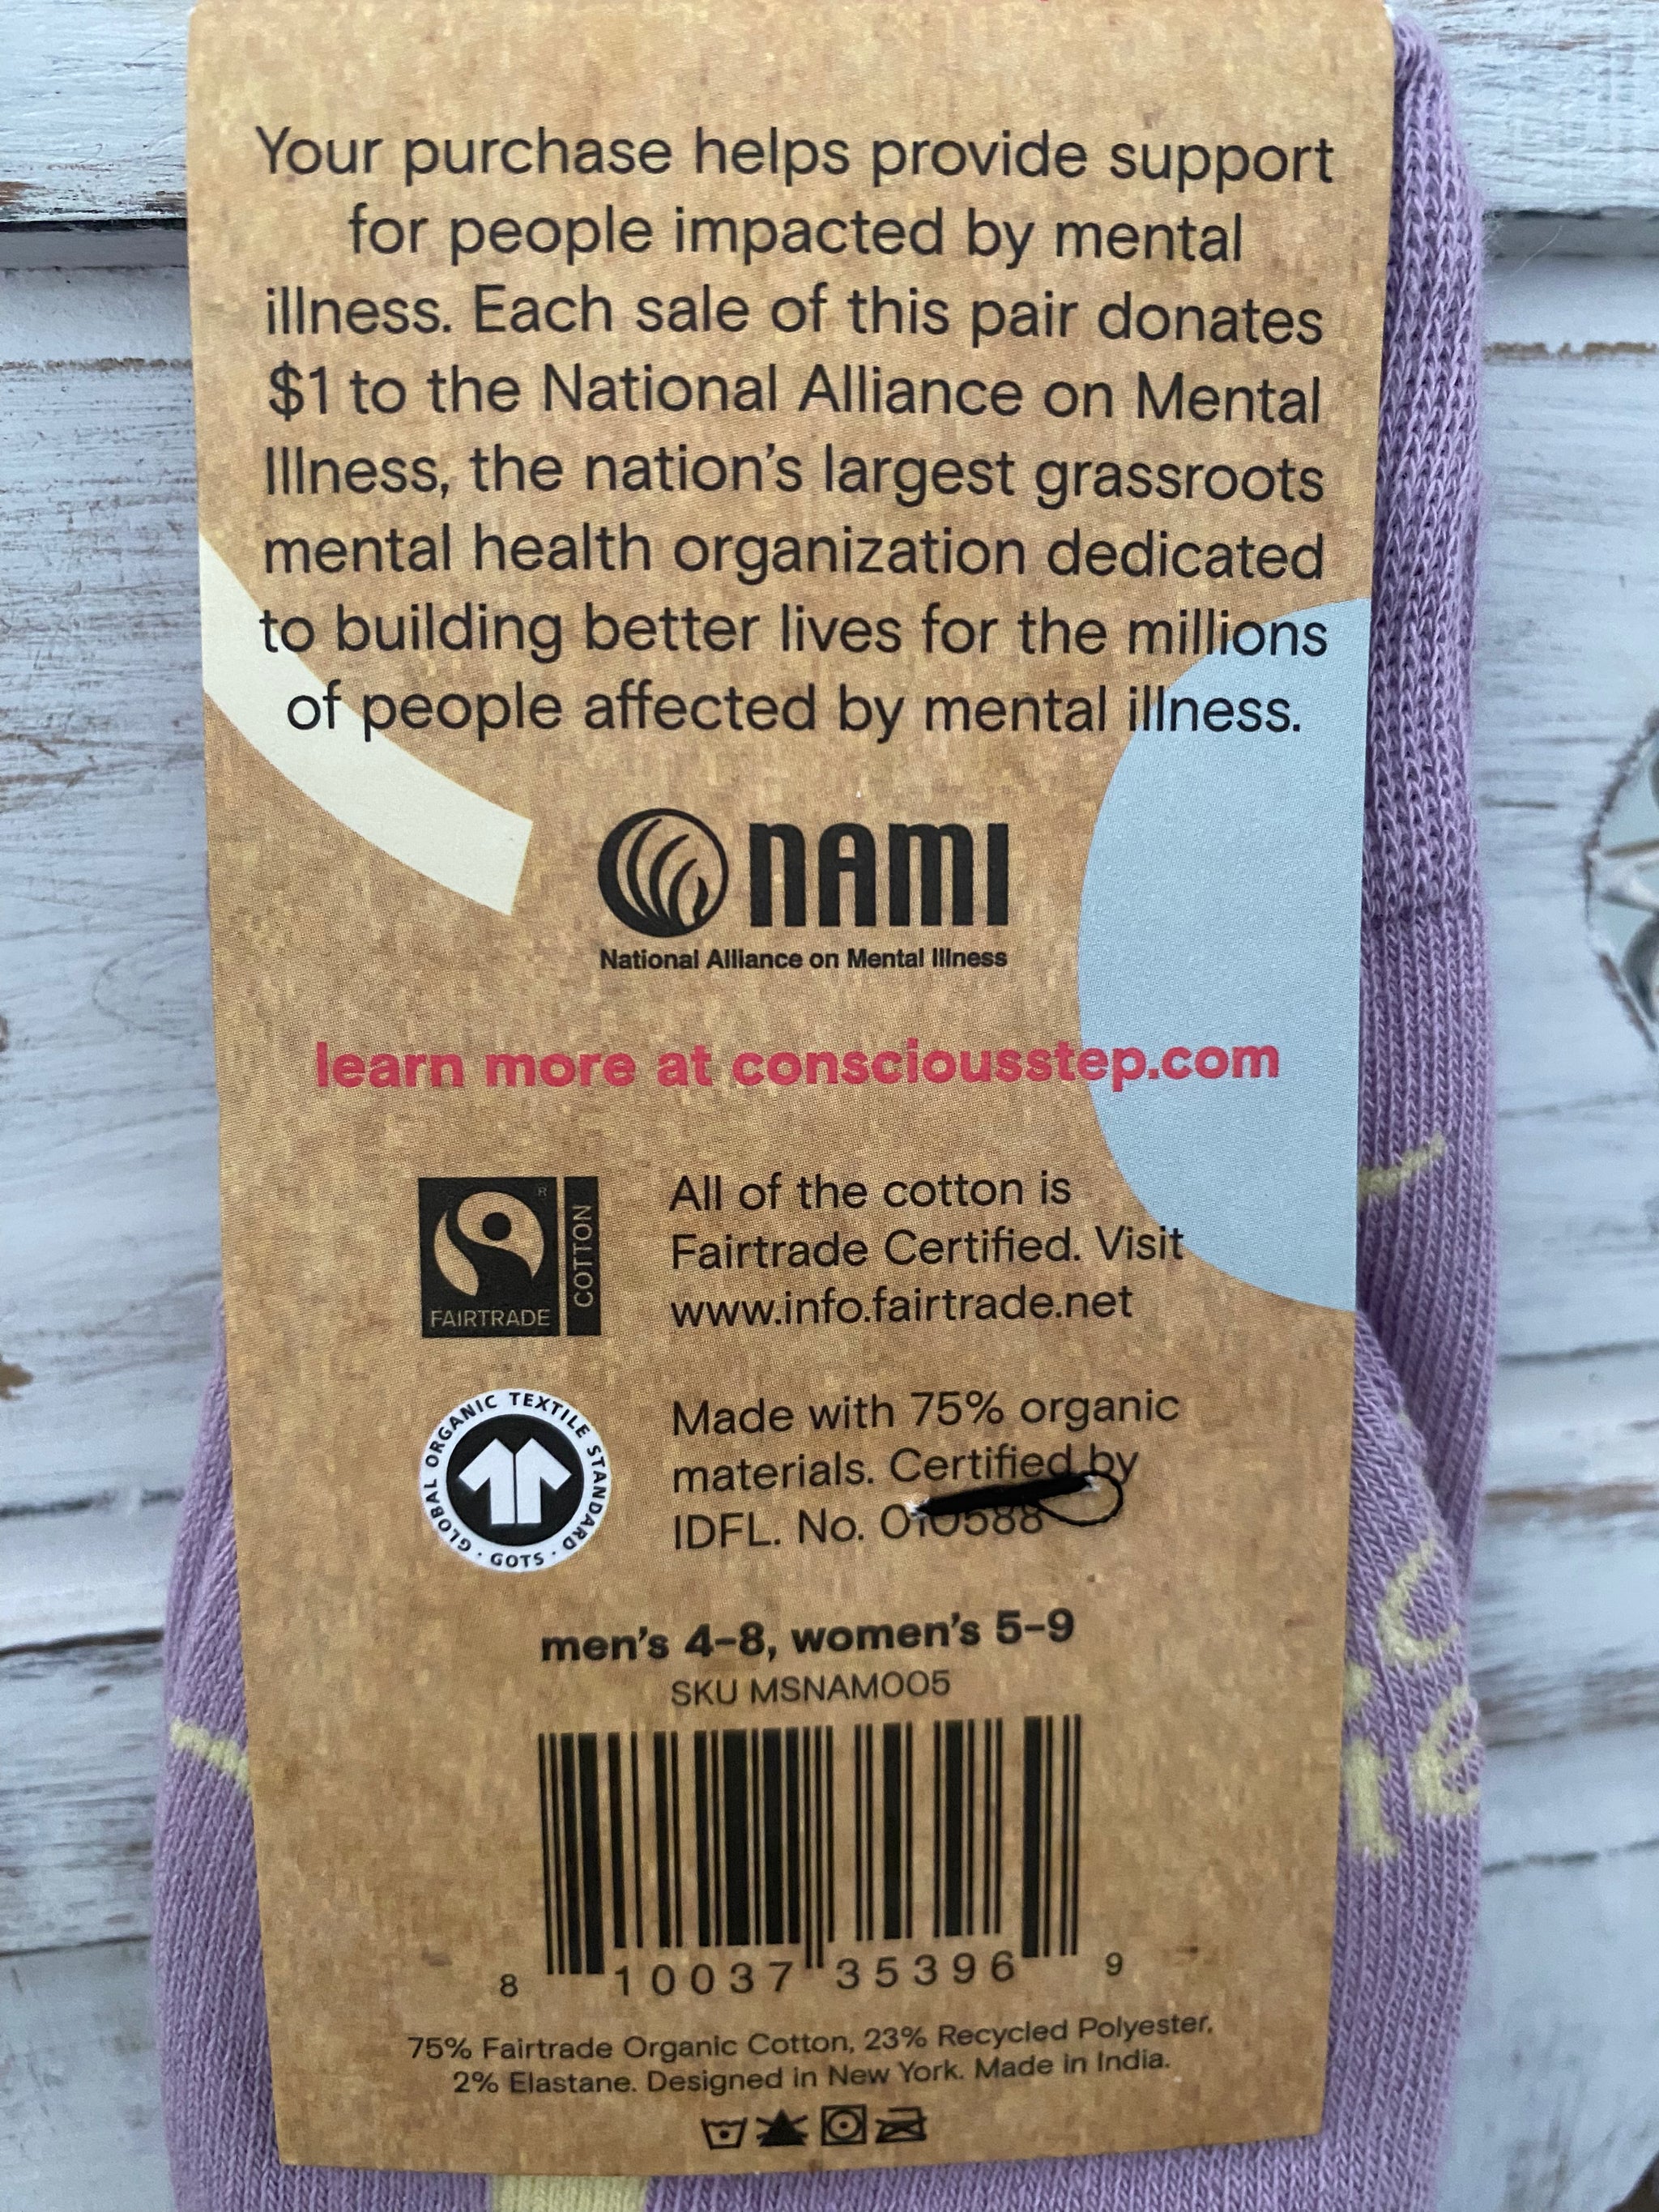 Your purchase helps provide support
for people impacted by mental
illness. Each sale of this pair donates
$1 to the National Alliance on Mental
Illness, the nation's largest grassroots
mental health organization dedicated
to building better lives for the millions
of people affected by mental illness.
NAMI
National Alliance on Mental Illness
learn more at consciousstep.com
FAIRTRADE
COTTON
All of the cotton is
Fairtrade Certified. Visit
www.info.fairtrade.net
GLOBAL ORGANIC TEXTILE STANDARD · GOTS ·
Made with 75% organic
materials. Certified by
IDFL. No. 010588
men's 4-8, women's 5-9
SKU MSNAM005
8 10037 35396 9
75% Fairtrade Organic Cotton, 23% Recycled Polyester,
2% Elastane. Designed in New York. Made in India.